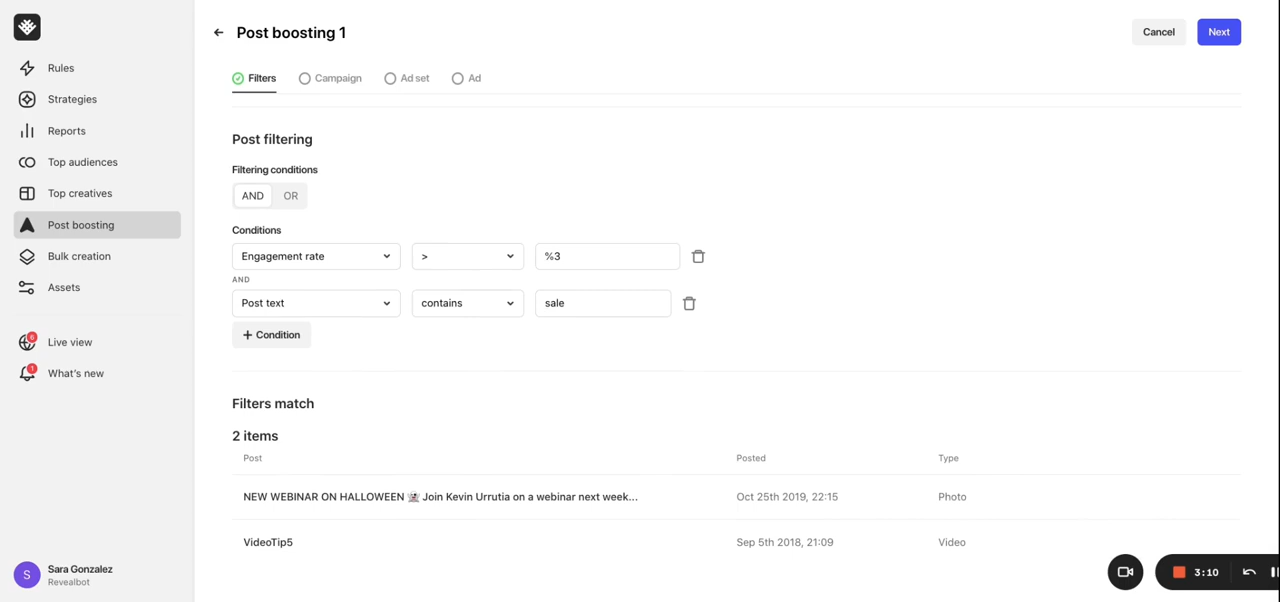 Post boosting 1
Cancel
Next
Rules
Strategies
Reports
Top audiences
Top creatives
Post boosting
Bulk creation
Assets
6
Live view
1
What's new
S
Sara Gonzalez
Revealbot
Filters
Campaign
Ad set
Ad
Post filtering
Filtering conditions
AND
OR
Conditions
Engagement rate
>
%3
AND
Post text
contains
sale
+ Condition
Filters match
2 items
Post
Posted
Type
NEW WEBINAR ON HALLOWEEN ☠️ Join Kevin Urrutia on a webinar next week...
Oct 25th 2019, 22:15
Photo
VideoTip5
Sep 5th 2018, 21:09
Video
3:10